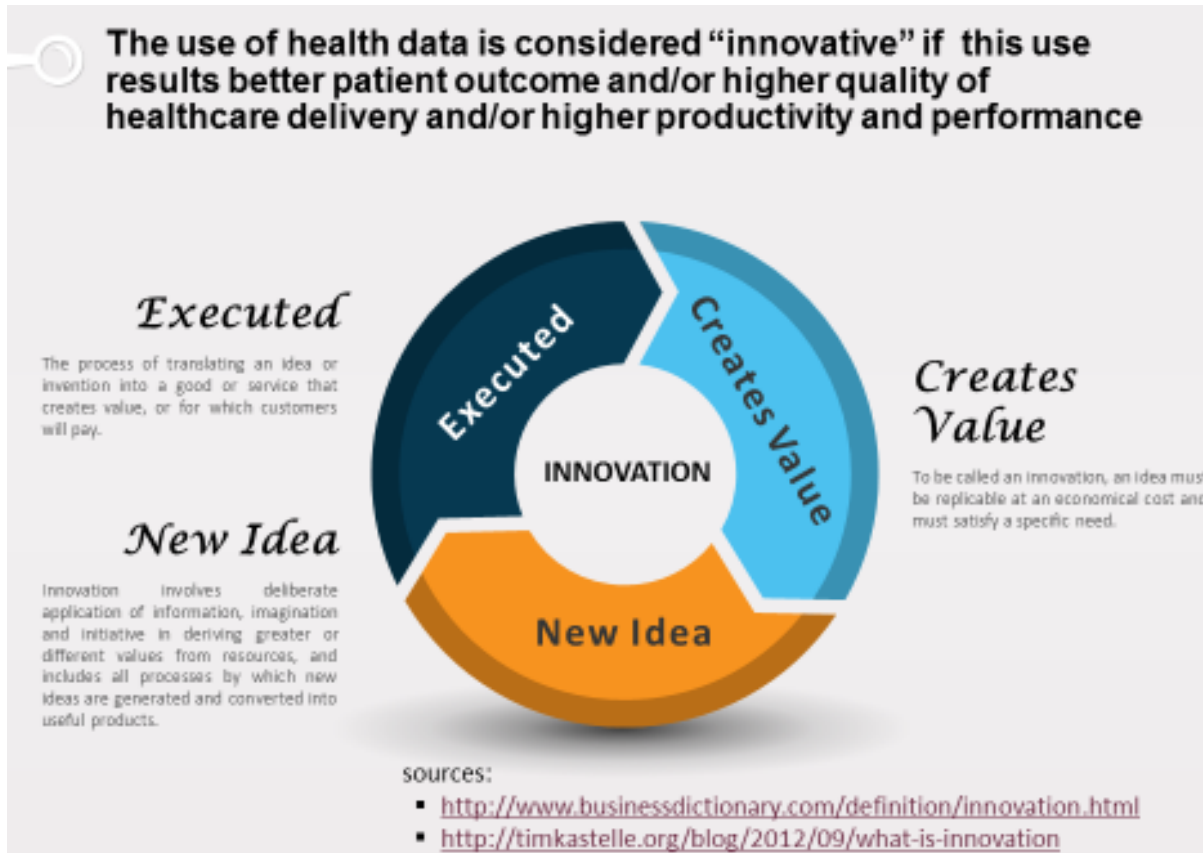 The use of health data is considered “innovative” if this use
results better patient outcome and/or higher quality of
healthcare delivery and/or higher productivity and performance
Executed
The process of translating an idea or
invention into a good or service that
creates value, or for which customers
will pay.
New Idea
Innovation involves deliberate
application of information, imagination
and initiative in deriving greater or
different values from resources, and
includes all processes by which new
ideas are generated and converted into
useful products.
Executed
Creates Value
INNOVATION
New Idea
Creates
Value
To be called an innovation, an idea must
be replicable at an economical cost and
must satisfy a specific need.
sources:
▪ http://www.businessdictionary.com/definition/innovation.html
▪ http://timkastelle.org/blog/2012/09/what-is-innovation